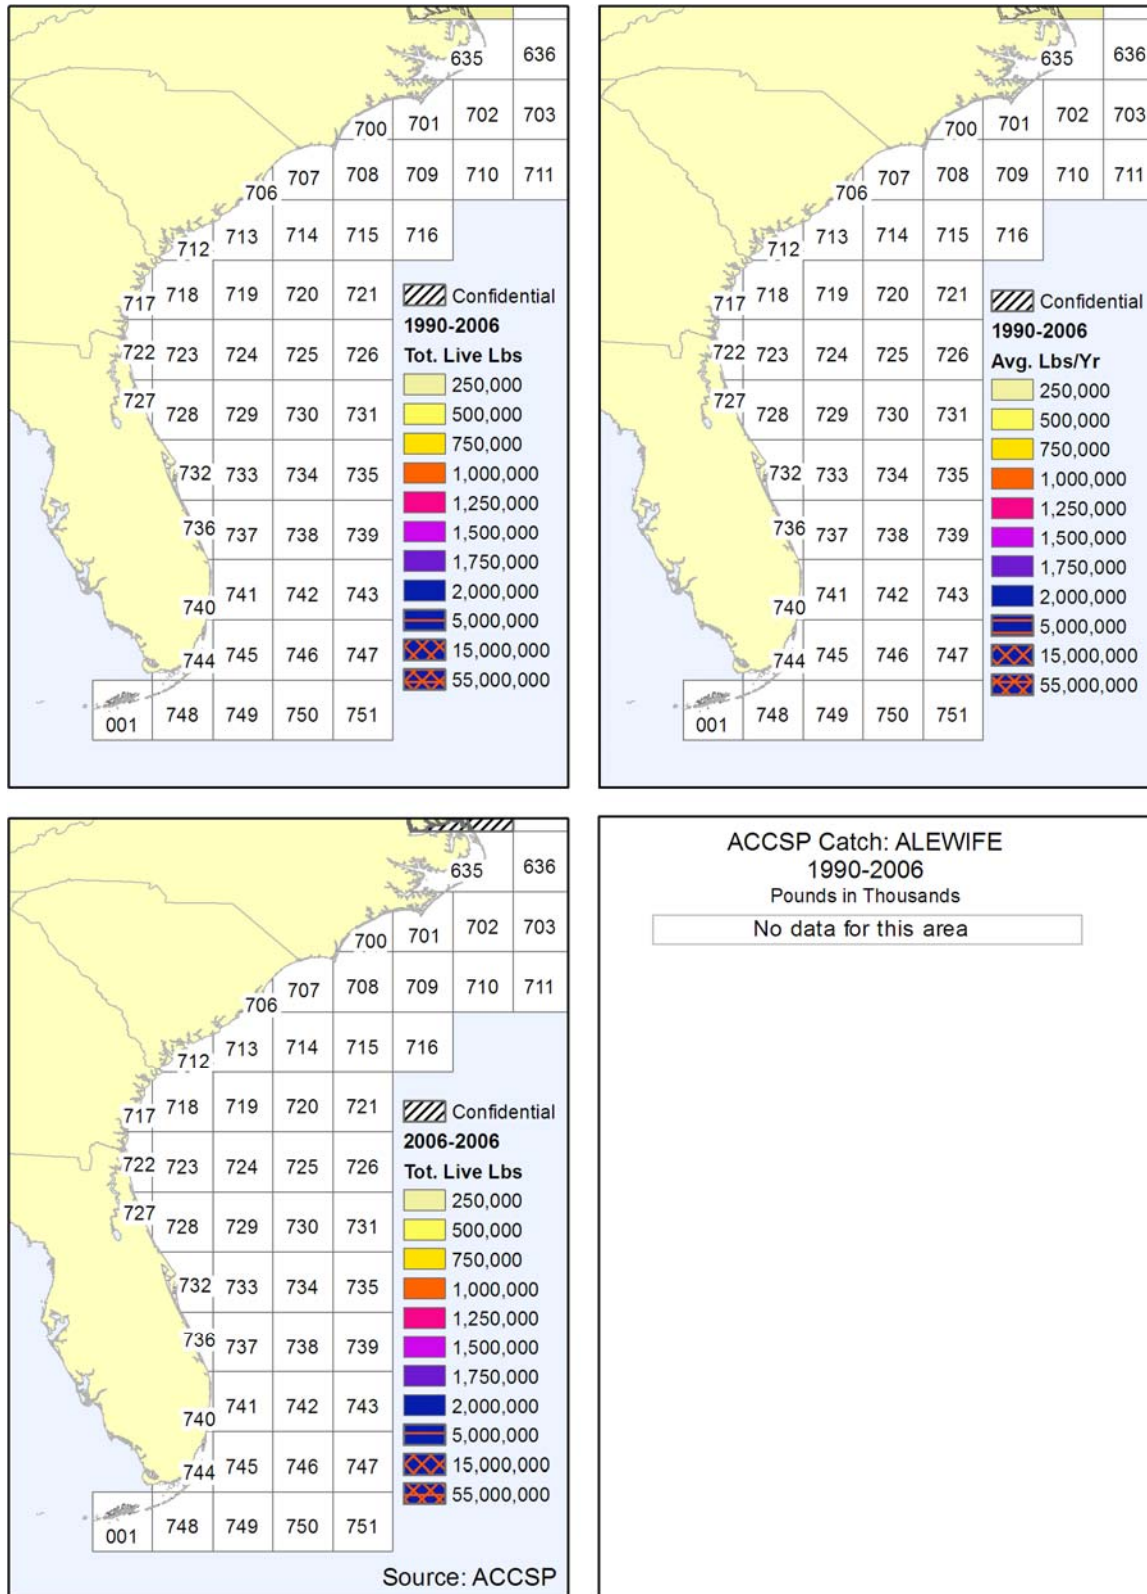 635 636
700 701 702 703
706 707 708 709 710 711
712 713 714 715 716
717 718 719 720 721
722 723 724 725 726
727 728 729 730 731
732 733 734 735
736 737 738 739
740 741 742 743
744 745 746 747
001 748 749 750 751
Confidential
1990-2006
Tot. Live Lbs
250,000
500,000
750,000
1,000,000
1,250,000
1,500,000
1,750,000
2,000,000
5,000,000
15,000,000
55,000,000
635 636
700 701 702 703
706 707 708 709 710 711
712 713 714 715 716
717 718 719 720 721
722 723 724 725 726
727 728 729 730 731
732 733 734 735
736 737 738 739
740 741 742 743
744 745 746 747
001 748 749 750 751
Confidential
1990-2006
Avg. Lbs/Yr
250,000
500,000
750,000
1,000,000
1,250,000
1,500,000
1,750,000
2,000,000
5,000,000
15,000,000
55,000,000
635 636
700 701 702 703
706 707 708 709 710 711
712 713 714 715 716
717 718 719 720 721
722 723 724 725 726
727 728 729 730 731
732 733 734 735
736 737 738 739
740 741 742 743
744 745 746 747
001 748 749 750 751
Confidential
2006-2006
Tot. Live Lbs
250,000
500,000
750,000
1,000,000
1,250,000
1,500,000
1,750,000
2,000,000
5,000,000
15,000,000
55,000,000
Source: ACCSP
ACCSP Catch: ALEWIFE
1990-2006
Pounds in Thousands
No data for this area